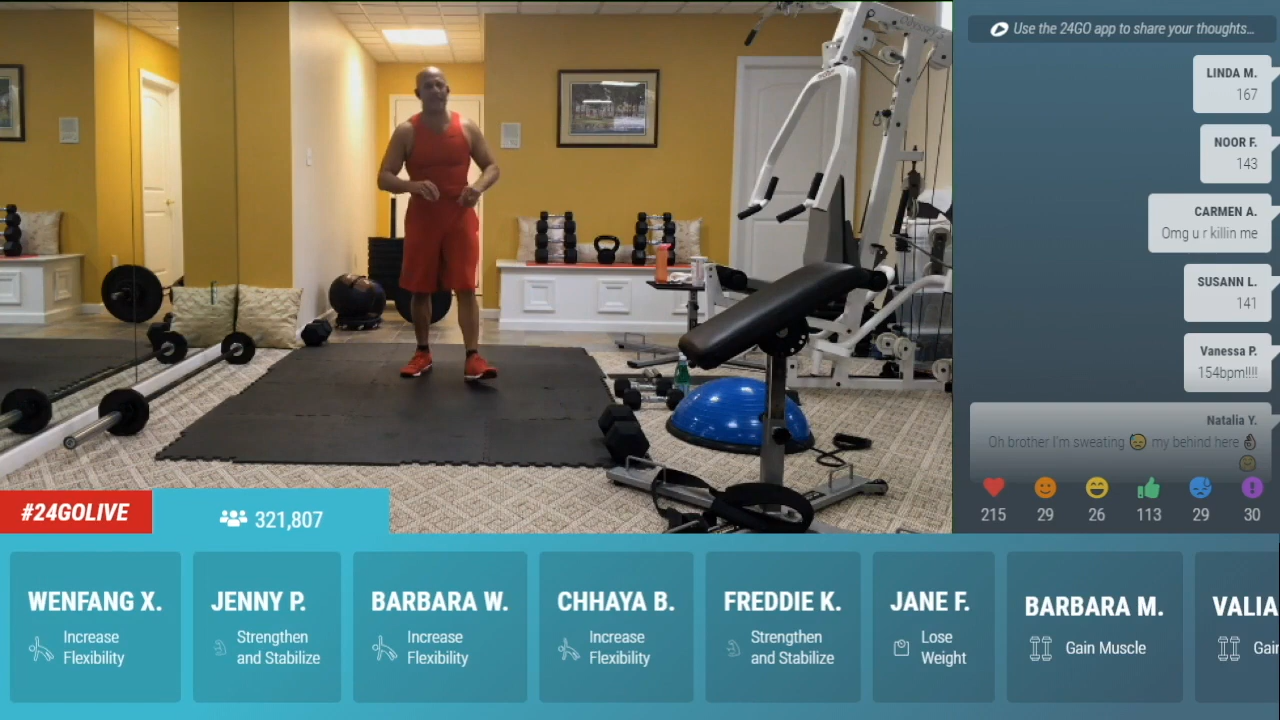 Use the 24GO app to share your thoughts...
LINDA M.
167
NOOR F.
143
CARMEN A.
Omg u r killin me
SUSANN L.
141
Vanessa P.
154bpm!!!!
Natalia Y.
Oh brother I'm sweating 😥 my behind here 👌
😊
215 29 26 113 29 30
#24GOLIVE
321,807
WENFANG X.
Increase
Flexibility
JENNY P.
Strengthen
and Stabilize
BARBARA W.
Increase
Flexibility
CHHAYA B.
Increase
Flexibility
FREDDIE K.
Strengthen
and Stabilize
JANE F.
Lose
Weight
BARBARA M.
Gain Muscle
VALIA
Gai